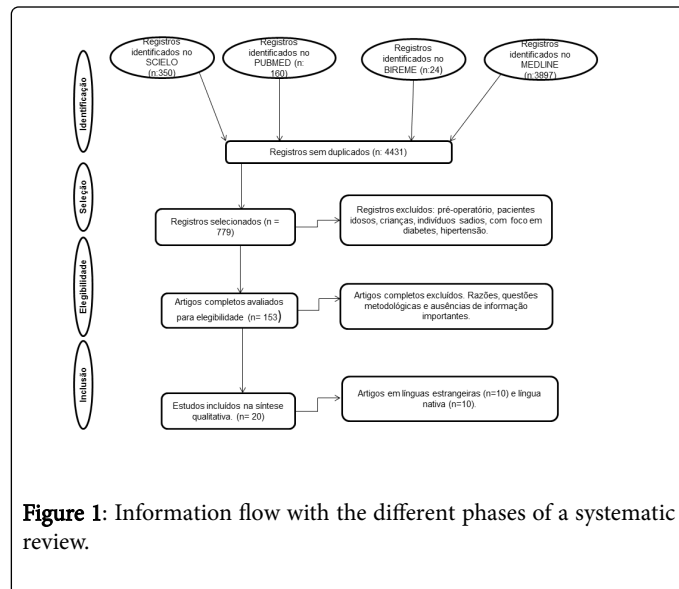 Registros
identificados no
SCIELO
(n:350)
Registros
identificados no
PUBMED (n:
160)
Registros
identificados no
BIREME (n:24)
Registros
identificados no
MEDLINE
(n:3897)
Identificação
Registros sem duplicados (n: 4431)
Seleção
Registros selecionados (n =
779)
Registros excluídos: pré-operatório, pacientes
idosos, crianças, indivíduos sadios, com foco em
diabetes, hipertensão.
Elegibilidade
Artigos completos avaliados
para elegibilidade (n= 153)
Artigos completos excluídos. Razões, questões
metodológicas e ausências de informação
importantes.
Inclusão
Estudos incluídos na síntese
qualitativa. (n= 20)
Artigos em línguas estrangeiras (n=10) e língua
nativa (n=10).
Figure 1: Information flow with the different phases of a systematic
review.